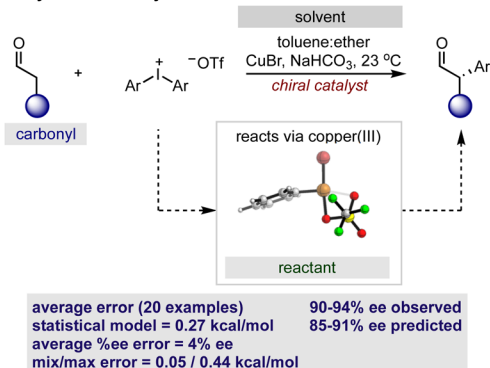 solvent
toluene:ether
CuBr, NaHCO3, 23 ºC
chiral catalyst
O
+
+
Ar I Ar
−OTf
O
Ar
carbonyl
reacts via copper(III)
reactant
average error (20 examples)
statistical model = 0.27 kcal/mol
average %ee error = 4% ee
mix/max error = 0.05 / 0.44 kcal/mol
90-94% ee observed
85-91% ee predicted